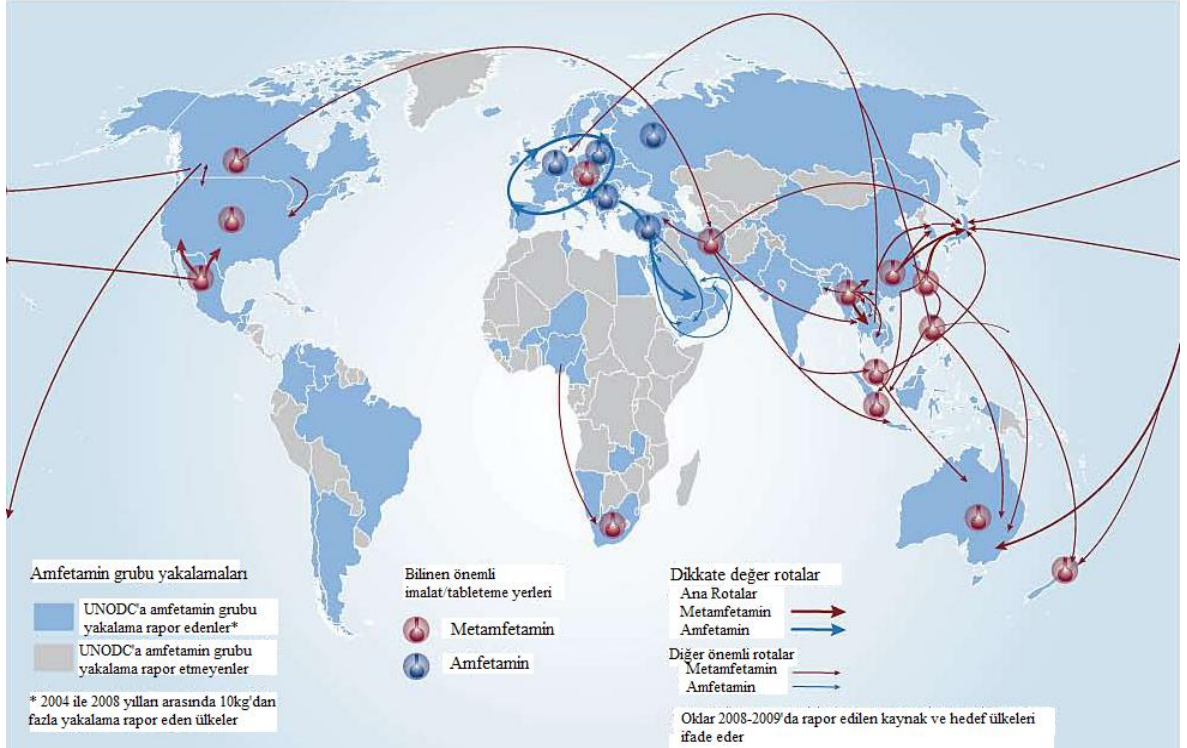 Amfetamin grubu yakalamaları
UNODC'a amfetamin grubu
yakalama rapor edenler*
UNODC'a amfetamin grubu
yakalama rapor etmeyenler
* 2004 ile 2008 yılları arasında 10kg'dan
fazla yakalama rapor eden ülkeler
Bilinen önemli
imalat/tableteme yerleri
Metamfetamin
Amfetamin
Dikkate değer rotalar
Ana Rotalar
Metamfetamin
Amfetamin
Diğer önemli rotalar
Metamfetamin
Amfetamin
Oklar 2008-2009'da rapor edilen kaynak ve hedef ülkeleri
ifade eder